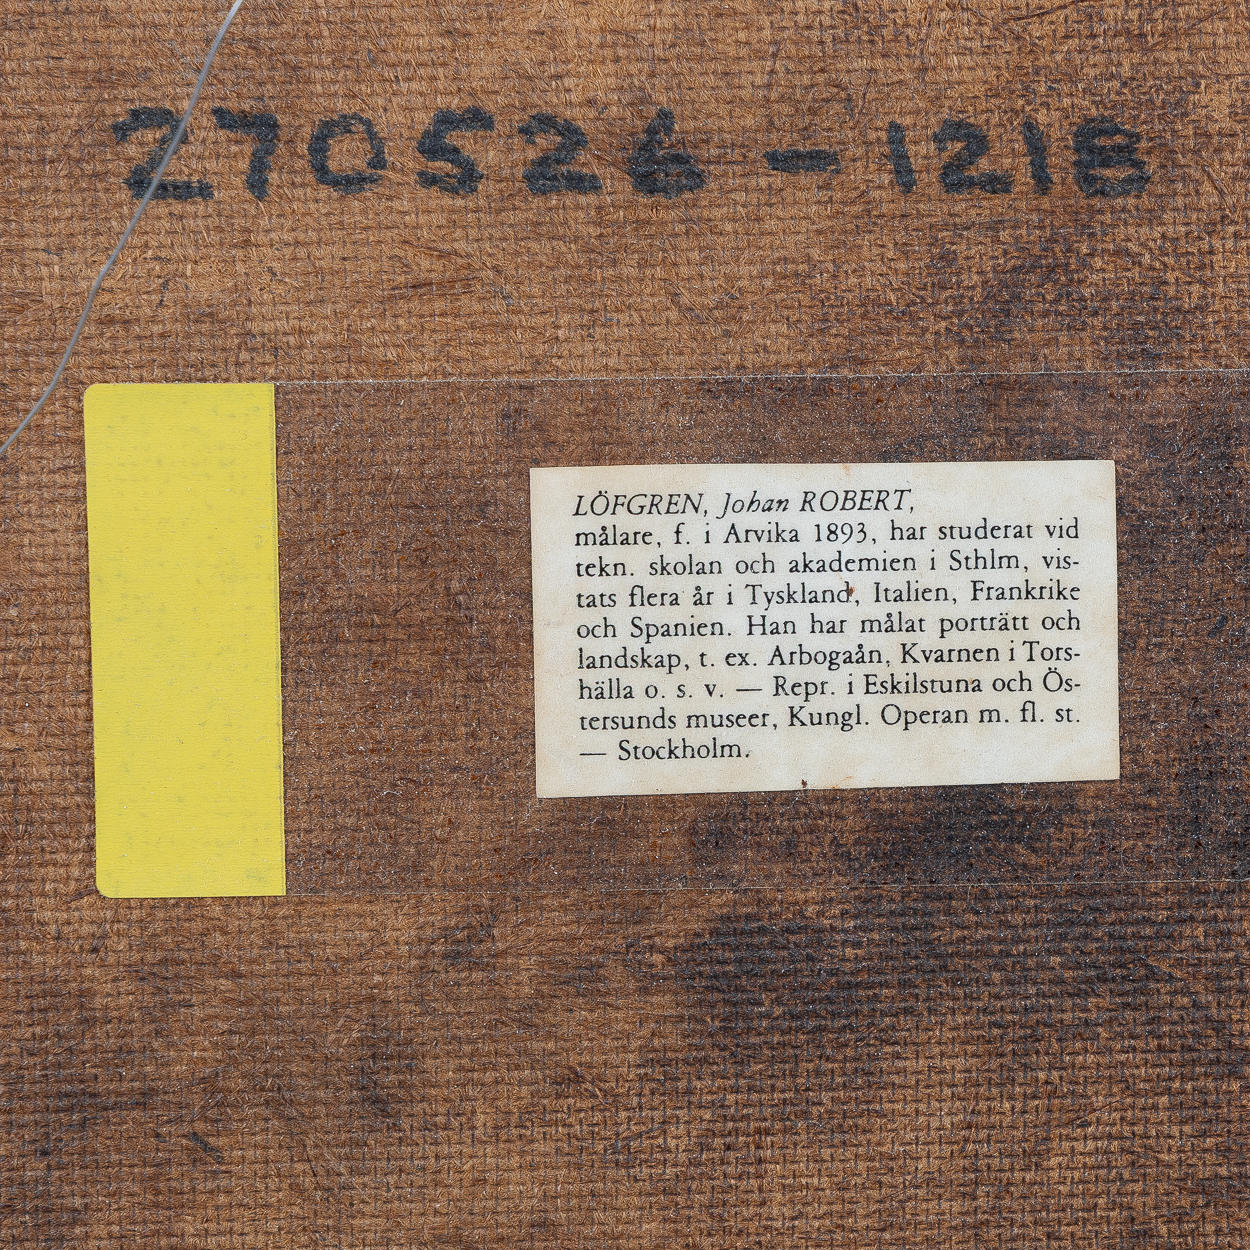 270526-1218
LÖFGREN, Johan ROBERT,
målare, f. i Arvika 1893, har studerat vid
tekn. skolan och akademien i Sthlm, vis-
tats flera år i Tyskland, Italien, Frankrike
och Spanien. Han har målat porträtt och
landskap, t. ex. Arbogaån, Kvarnen i Tors-
hälla o. s. v. — Repr. i Eskilstuna och Ös-
tersunds museer, Kungl. Operan m. fl. st.
— Stockholm.